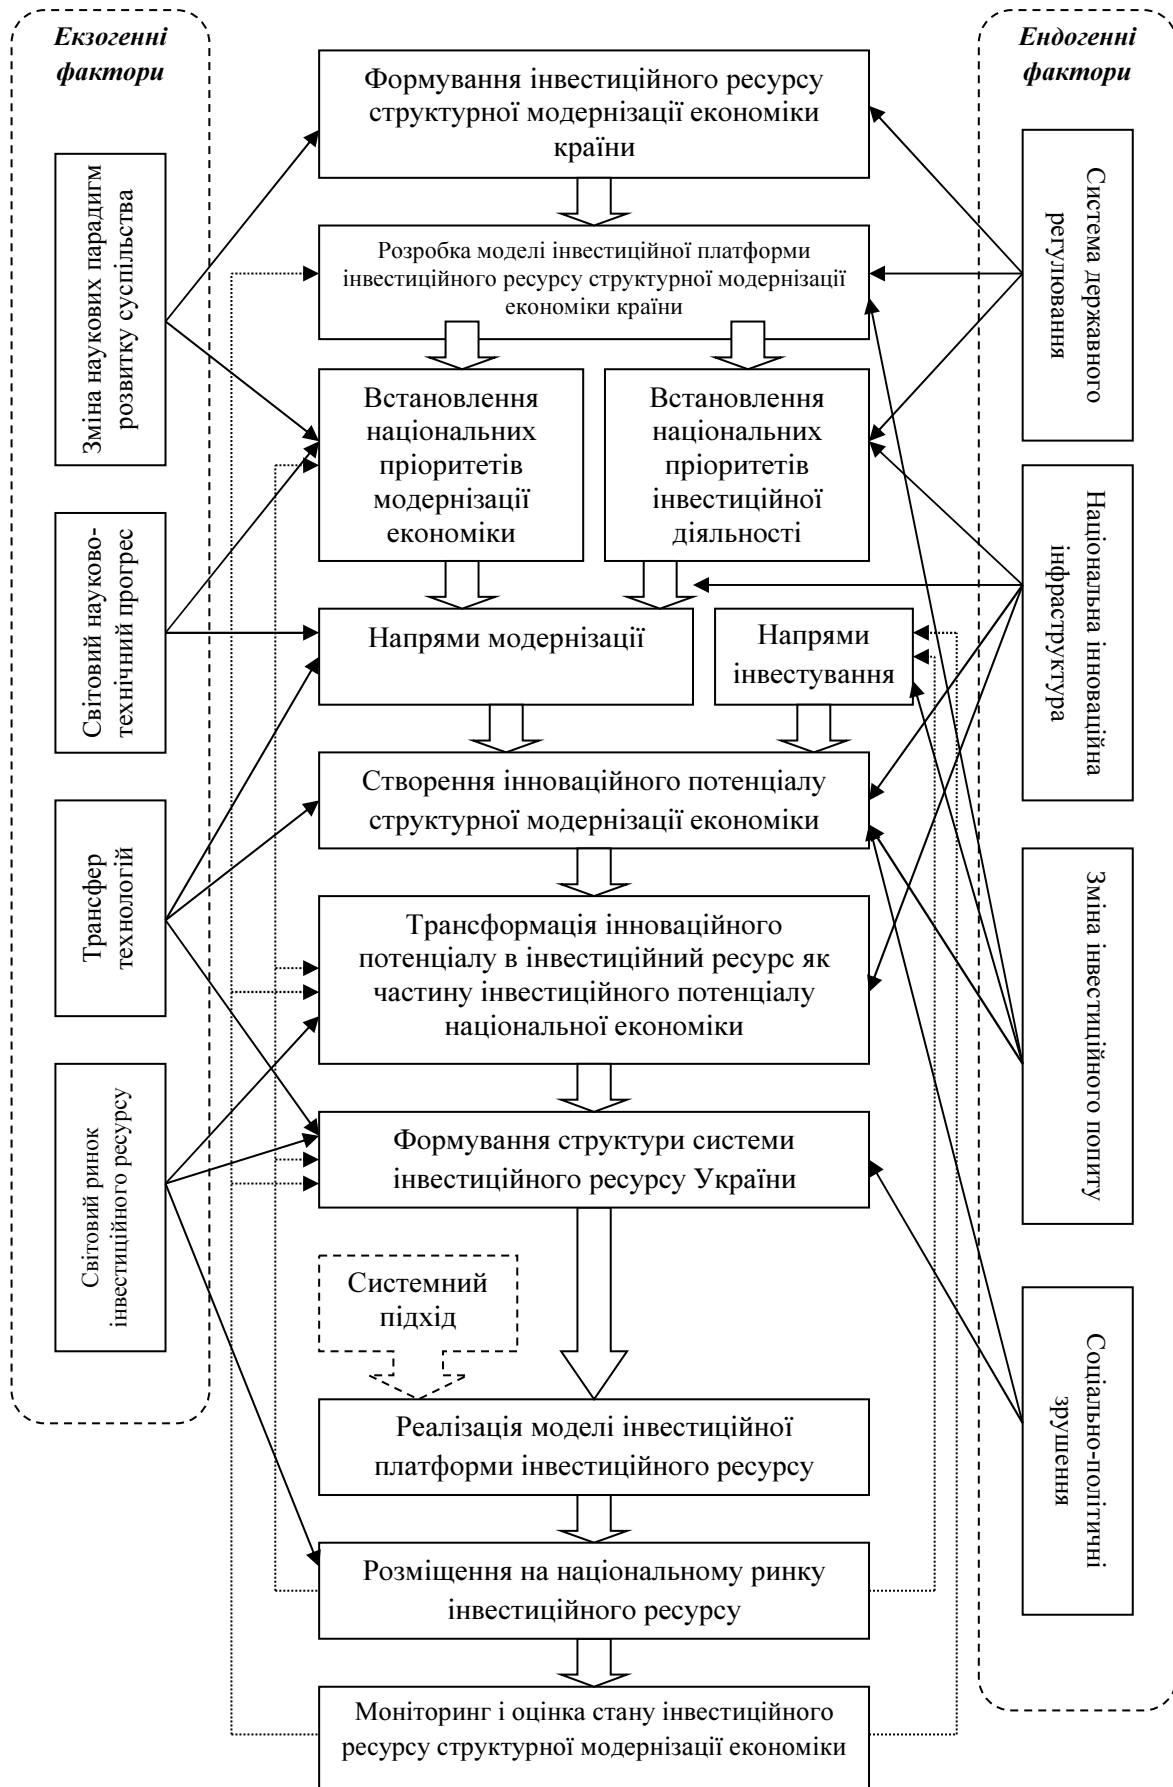 Екзогенні
фактори
Зміна наукових парадигм
розвитку суспільства
Світовий науково-
технічний прогрес
Трансфер
технологій
Світовий ринок
інвестиційного ресурсу
Формування інвестиційного ресурсу
структурної модернізації економіки
країни
Розробка моделі інвестиційної платформи
інвестиційного ресурсу структурної модернізації
економіки країни
Встановлення
національних
пріоритетів
модернізації
економіки
Встановлення
національних
пріоритетів
інвестиційної
діяльності
Напрями модернізації
Напрями
інвестування
Створення інноваційного потенціалу
структурної модернізації економіки
Трансформація інноваційного
потенціалу в інвестиційний ресурс як
частину інвестиційного потенціалу
національної економіки
Формування структури системи
інвестиційного ресурсу України
Системний
підхід
Реалізація моделі інвестиційної
платформи інвестиційного ресурсу
Розміщення на національному ринку
інвестиційного ресурсу
Моніторинг і оцінка стану інвестиційного
ресурсу структурної модернізації економіки
Ендогенні
фактори
Система державного
регулювання
Національна інноваційна
інфраструктура
Зміна інвестиційного попиту
Соціально-політичні
зрушення